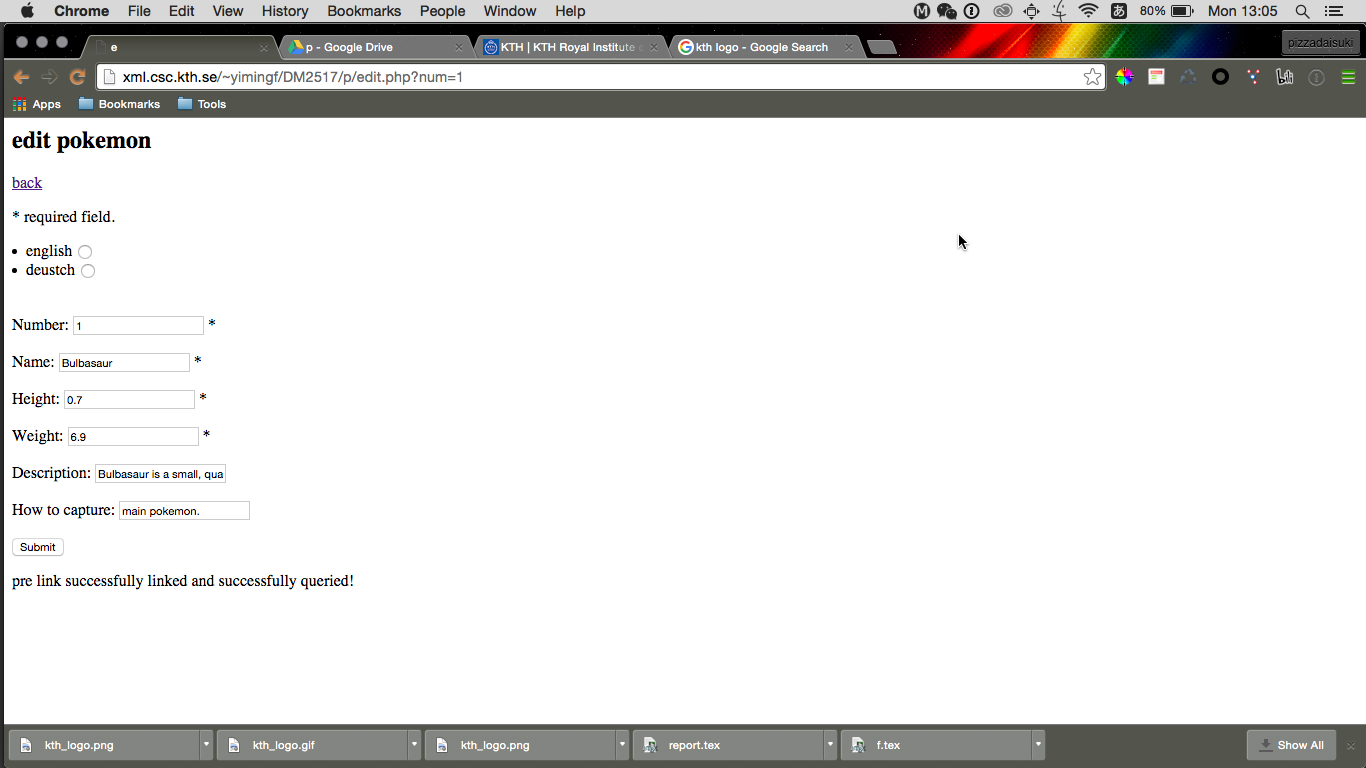 Chrome File Edit View History Bookmarks People Window Help あ 80% Mon 13:05
e p - Google Drive KTH | KTH Royal Institute kth logo - Google Search pizzadaisuki
xml.csc.kth.se/~yimingf/DM2517/p/edit.php?num=1
Apps Bookmarks Tools
edit pokemon
back
* required field.
• english
• deustch
Number: 1 *
Name: Bulbasaur *
Height: 0.7 *
Weight: 6.9 *
Description: Bulbasaur is a small, qua
How to capture: main pokemon.
Submit
pre link successfully linked and successfully queried!
kth_logo.png kth_logo.gif kth_logo.png report.tex f.tex Show All